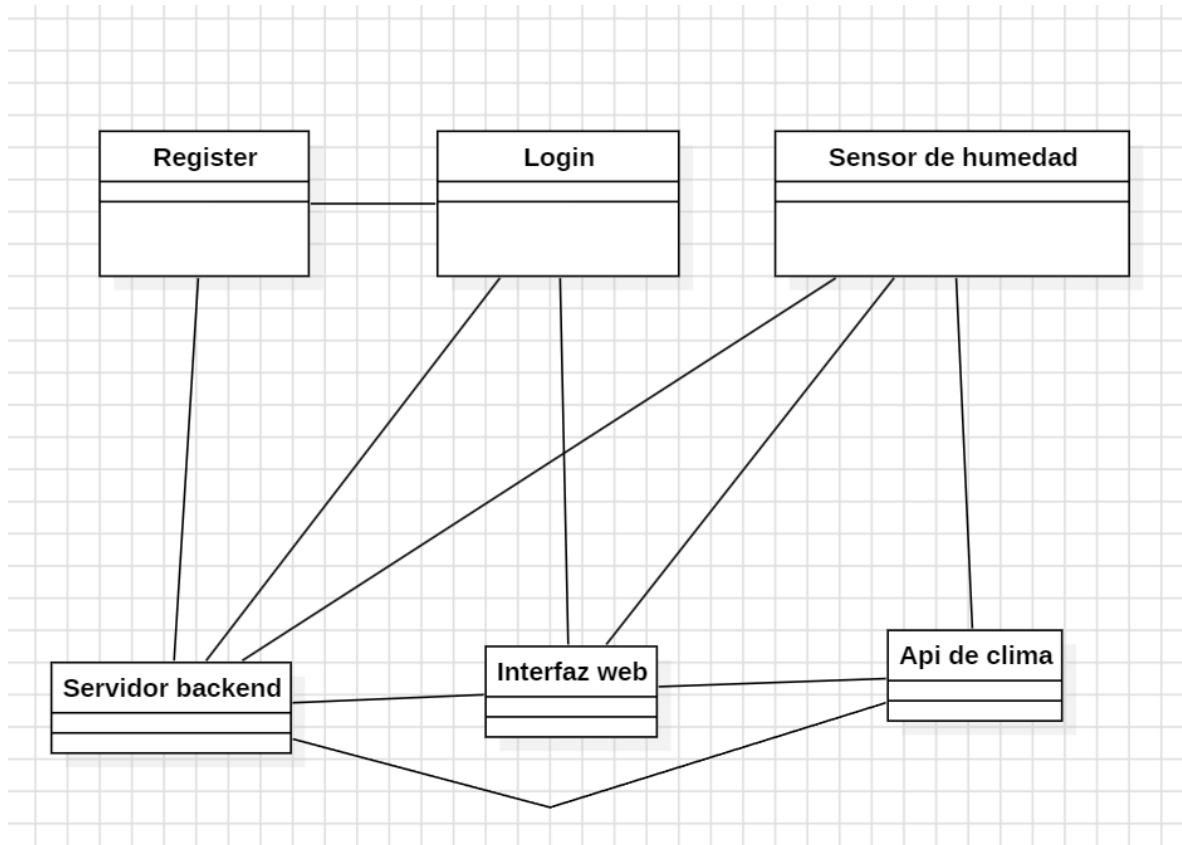 Register
Login
Sensor de humedad
Servidor backend
Interfaz web
Api de clima